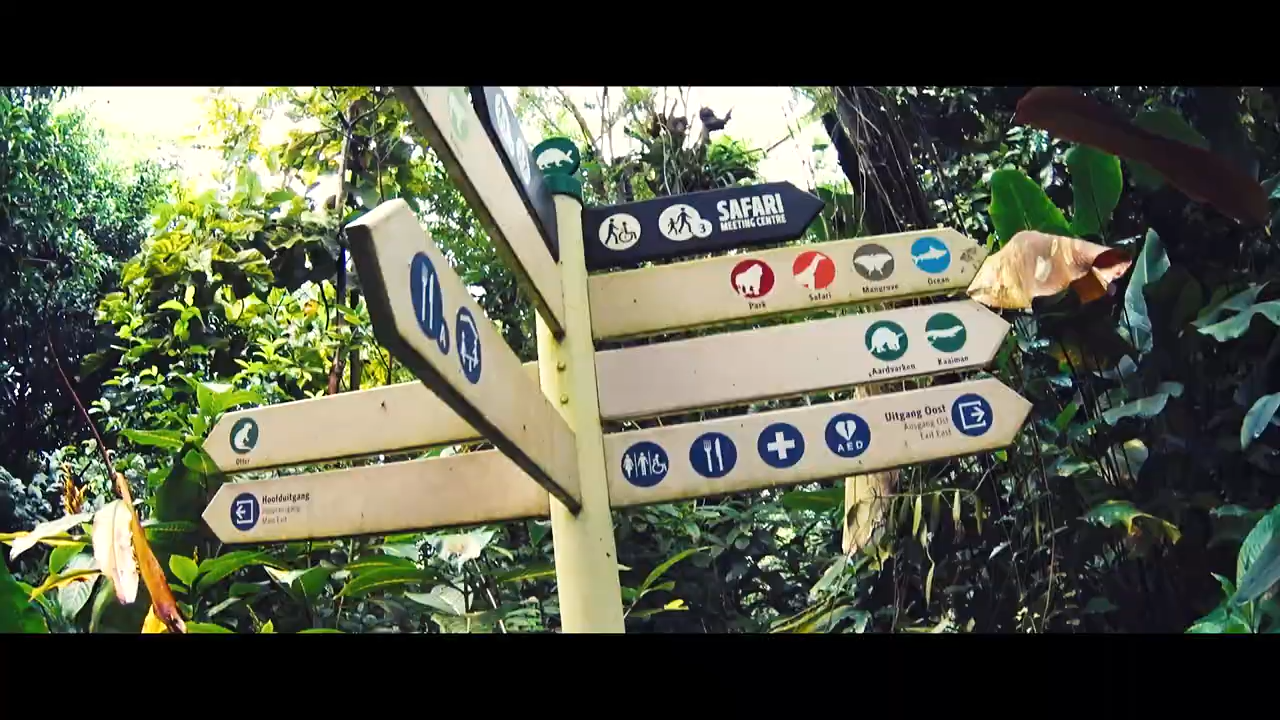 3
SAFARI
MEETING CENTRE
Park
Safari
Mangrove
Ocean
Aardvarken
Kaaiman
Uitgang Oost
Ausgang Ost
Exit East
AED
Otter
Hoofduitgang
Main Exit